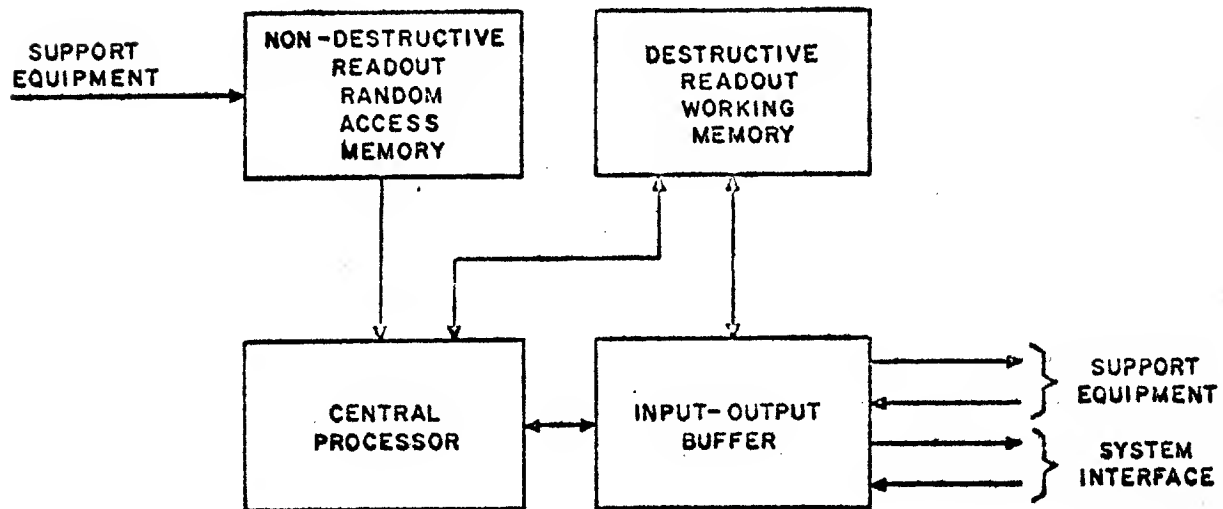 SUPPORT
EQUIPMENT
NON-DESTRUCTIVE
READOUT
RANDOM
ACCESS
MEMORY
DESTRUCTIVE
READOUT
WORKING
MEMORY
CENTRAL
PROCESSOR
INPUT-OUTPUT
BUFFER
SUPPORT
EQUIPMENT
SYSTEM
INTERFACE